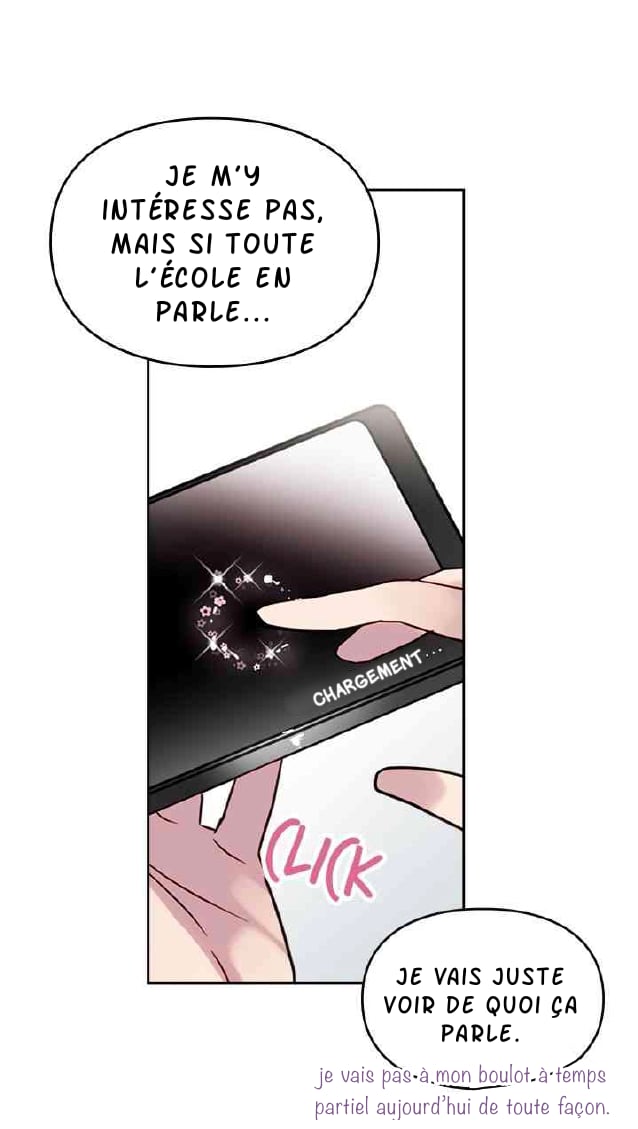 JE M'Y
INTÉRESSE PAS,
MAIS SI TOUTE
L'ÉCOLE EN
PARLE...
CHARGEMENT...
CLICK
JE VAIS JUSTE
VOIR DE QUOI ÇA
PARLE.
je vais pas à mon boulot à temps
partiel aujourd'hui de toute façon.